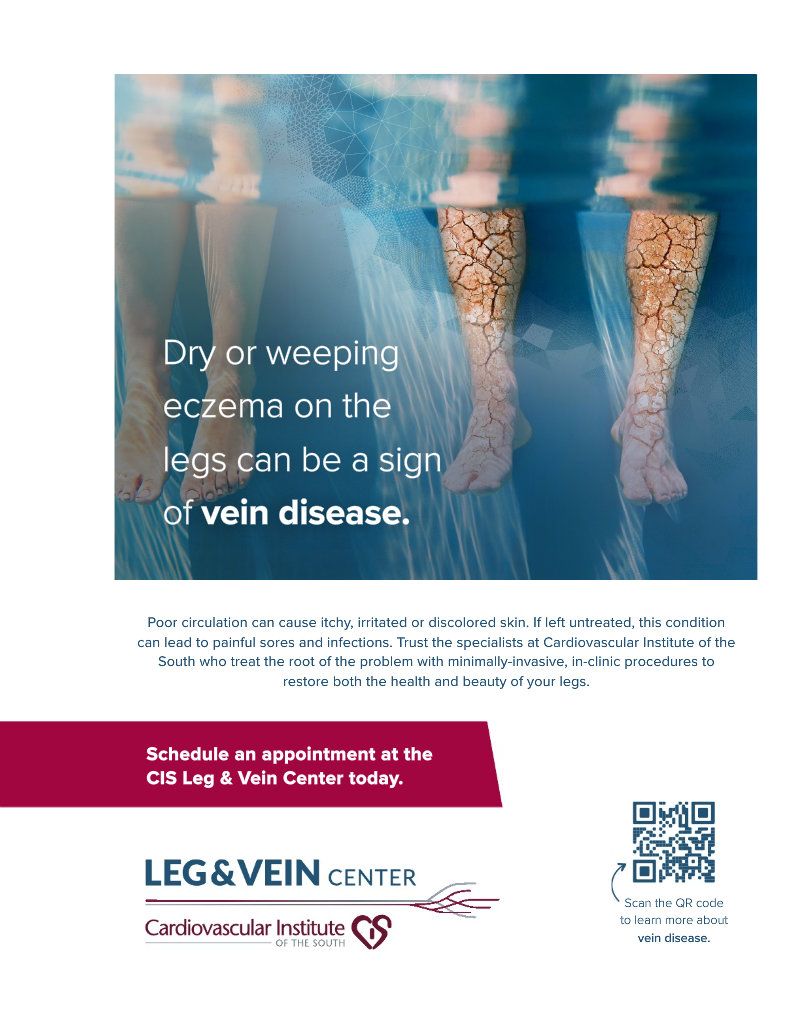 Dry or weeping
eczema on the
legs can be a sign
of vein disease.
Poor circulation can cause itchy, irritated or discolored skin. If left untreated, this condition
can lead to painful sores and infections. Trust the specialists at Cardiovascular Institute of the
South who treat the root of the problem with minimally-invasive, in-clinic procedures to
restore both the health and beauty of your legs.
Schedule an appointment at the
CIS Leg & Vein Center today.
LEG&VEIN CENTER
Cardiovascular Institute
OF THE SOUTH
Scan the QR code
to learn more about
vein disease.